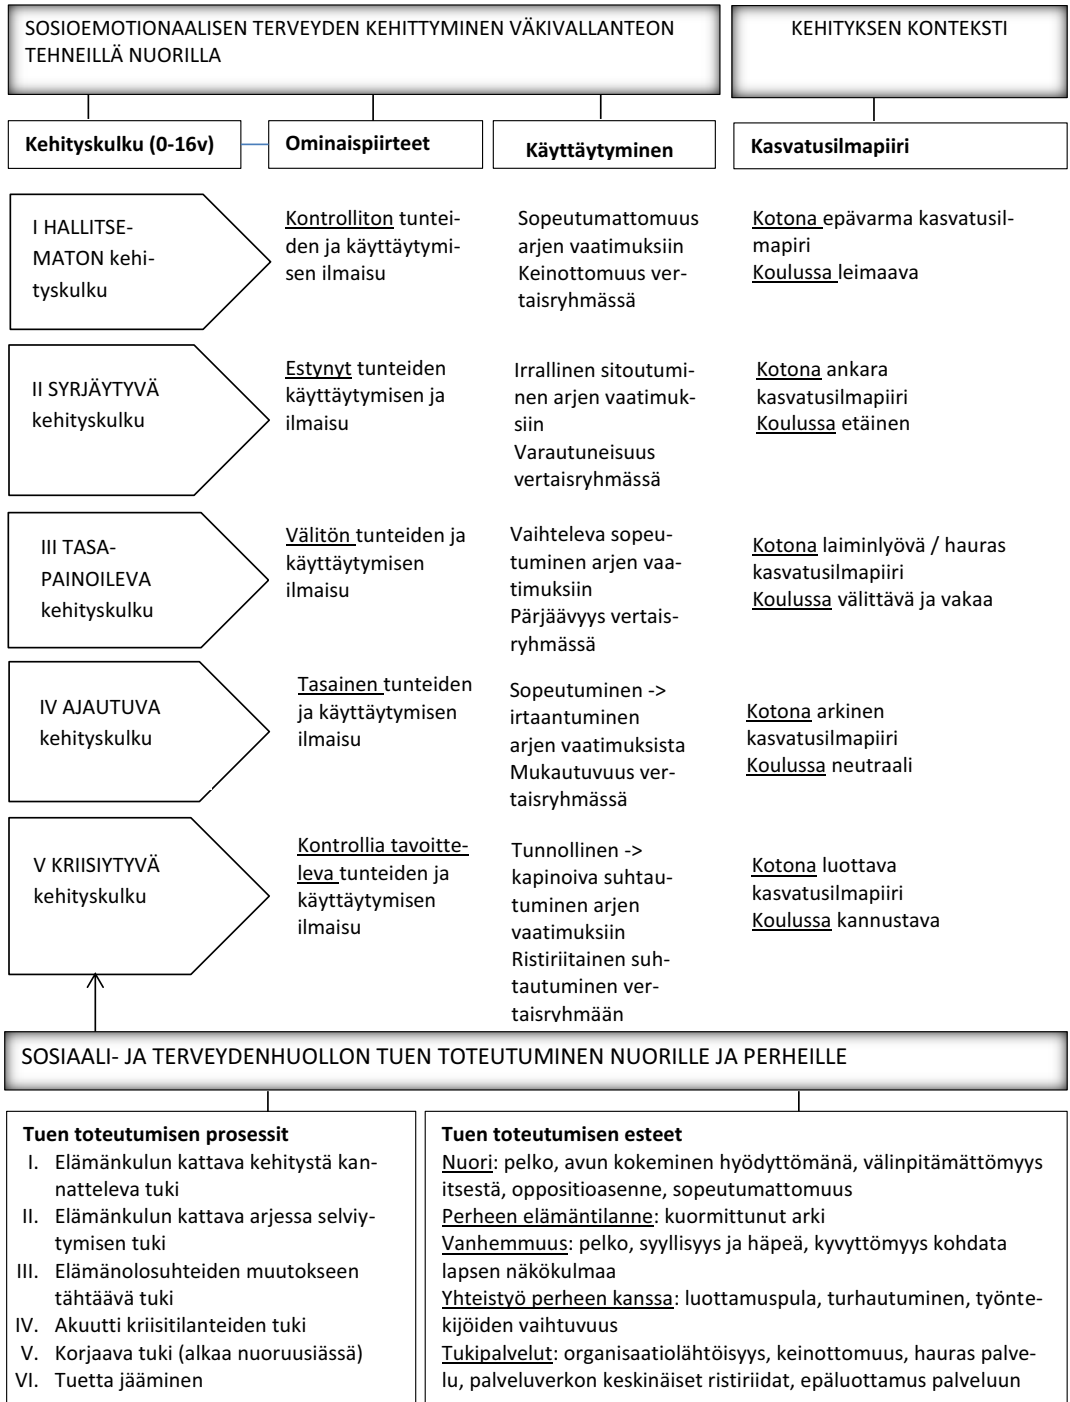 SOSIOEMOTIONAALISEN TERVEYDEN KEHITTYMINEN VÄKIVALLANTEON
TEHNEILLÄ NUORILLA
KEHITYKSEN KONTEKSTI
Kehityskulku (0-16v)
Ominaispiirteet
Käyttäytyminen
Kasvatusilmapiiri
I HALLITSE-
MATON kehi-
tyskulku
Kontrolliton tuntei-
den ja käyttäytymi-
sen ilmaisu
Sopeutumattomuus
arjen vaatimuksiin
Keinottomuus ver-
taisryhmässä
Kotona epävarma kasvatusil-
mapiri
Koulussa leimaava
II SYRJÄYTYVÄ
kehityskulku
Estynyt tunteiden
käyttäytymisen ja
ilmaisu
Irrallinen sitoutumi-
nen arjen vaatimuk-
siin
Varautuneisuus
vertaisryhmässä
Kotona ankara
kasvatusilmapiiri
Koulussa etäinen
III TASA-
PAINOILEVA
kehityskulku
Välitön tunteiden ja
käyttäytymisen
ilmaisu
Vaihteleva sopeu-
tuminen arjen vaa-
timuksiin
Pärjäävyys vertais-
ryhmässä
Kotona laiminlyövä / hauras
kasvatusilmapiiri
Koulussa välittävä ja vakaa
IV AJAUTUVA
kehityskulku
Tasainen tunteiden
ja käyttäytymisen
ilmaisu
Sopeutuminen ->
irtaantuminen
arjen vaatimuksista
Mukautuvuus ver-
taisryhmässä
Kotona arkinen
kasvatusilmapiiri
Koulussa neutraali
V KRIISIYTYVÄ
kehityskulku
Kontrollia tavoitte-
leva tunteiden ja
käyttäytymisen
ilmaisu
Tunnollinen ->
kapinoiva suhtau-
tuminen arjen
vaatimuksiin
Ristiriitainen suh-
tautuminen ver-
taisryhmään
Kotona luottava
kasvatusilmapiiri
Koulussa kannustava
SOSIAALI- JA TERVEYDENHUOLLON TUEN TOTEUTUMINEN NUORILLE JA PERHEILLE
Tuen toteutumisen prosessit
I. Elämänkulun kattava kehitystä kan-
natteleva tuki
II. Elämänkulun kattava arjessa selviy-
tymisen tuki
III. Elämänolosuhteiden muutokseen
tähtäävä tuki
IV. Akuutti kriisitilanteiden tuki
V. Korjaava tuki (alkaa nuoruusiässä)
VI. Tuetta jääminen
Tuen toteutumisen esteet
Nuori: pelko, avun kokeminen hyödyttömänä, välinpitämättömyys
itsestä, oppositioasenne, sopeutumattomuus
Perheen elämäntilanne: kuormittunut arki
Vanhemmuus: pelko, syyllisyys ja häpeä, kyvyttömyys kohdata
lapsen näkökulmaa
Yhteistyö perheen kanssa: luottamuspula, turhautuminen, työnte-
kijöiden vaihtuvuus
Tukipalvelut: organisaatiolähtöisyys, keinottomuus, hauras palve-
lu, palveluverkon keskinäiset ristiriidat, epäluottamus palveluun